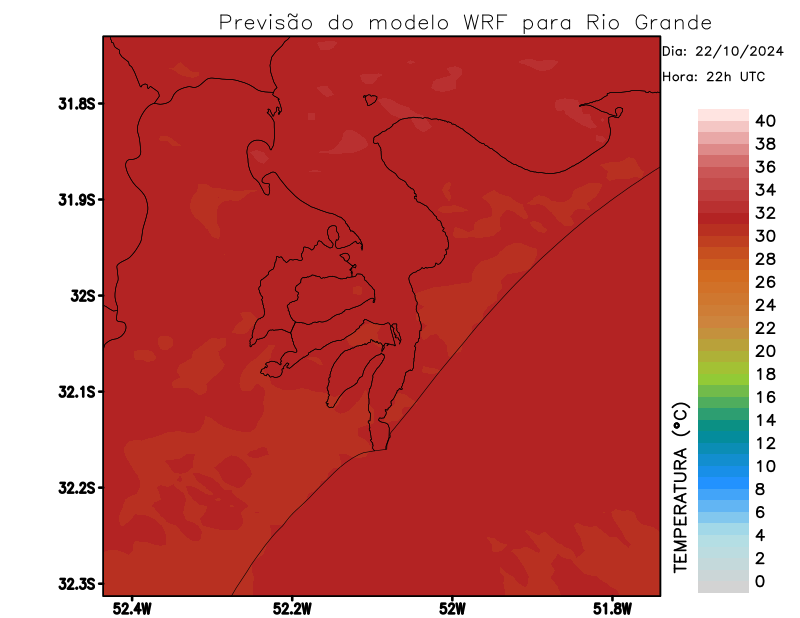 Previsão do modelo WRF para Rio Grande
Dia: 22/10/2024
Hora: 22h UTC
31.8S
31.9S
32S
32.1S
32.2S
32.3S
52.4W
52.2W
52W
51.8W
TEMPERATURA (°C)
40
38
36
34
32
30
28
26
24
22
20
18
16
14
12
10
8
6
4
2
0